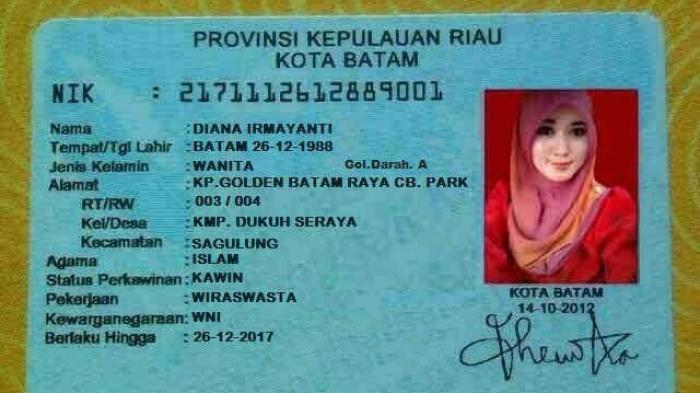 PROVINSI KEPULAUAN RIAU
KOTA BATAM
NIK : 2171112612889001
Nama : DIANA IRMAYANTI
Tempat/Tgl Lahir : BATAM 26-12-1988
Jenis Kelamin : WANITA Gol.Darah. A
Alamat : KP.GOLDEN BATAM RAYA CB. PARK
RT/RW : 003 / 004
Kel/Desa : KMP. DUKUH SERAYA
Kecamatan : SAGULUNG
Agama : ISLAM
Status Perkawinan : KAWIN
Pekerjaan : WIRASWASTA
Kewarganegaraan: WNI
Berlaku Hingga : 26-12-2017
KOTA BATAM
14-10-2012